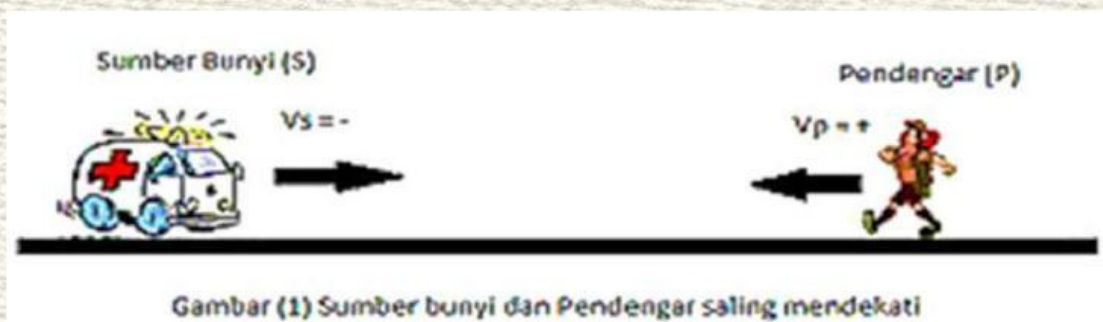 Sumber Bunyi (S)
Pendengar (P)
Vs = -
Vp = +
Gambar (1) Sumber bunyi dan Pendengar saling mendekati